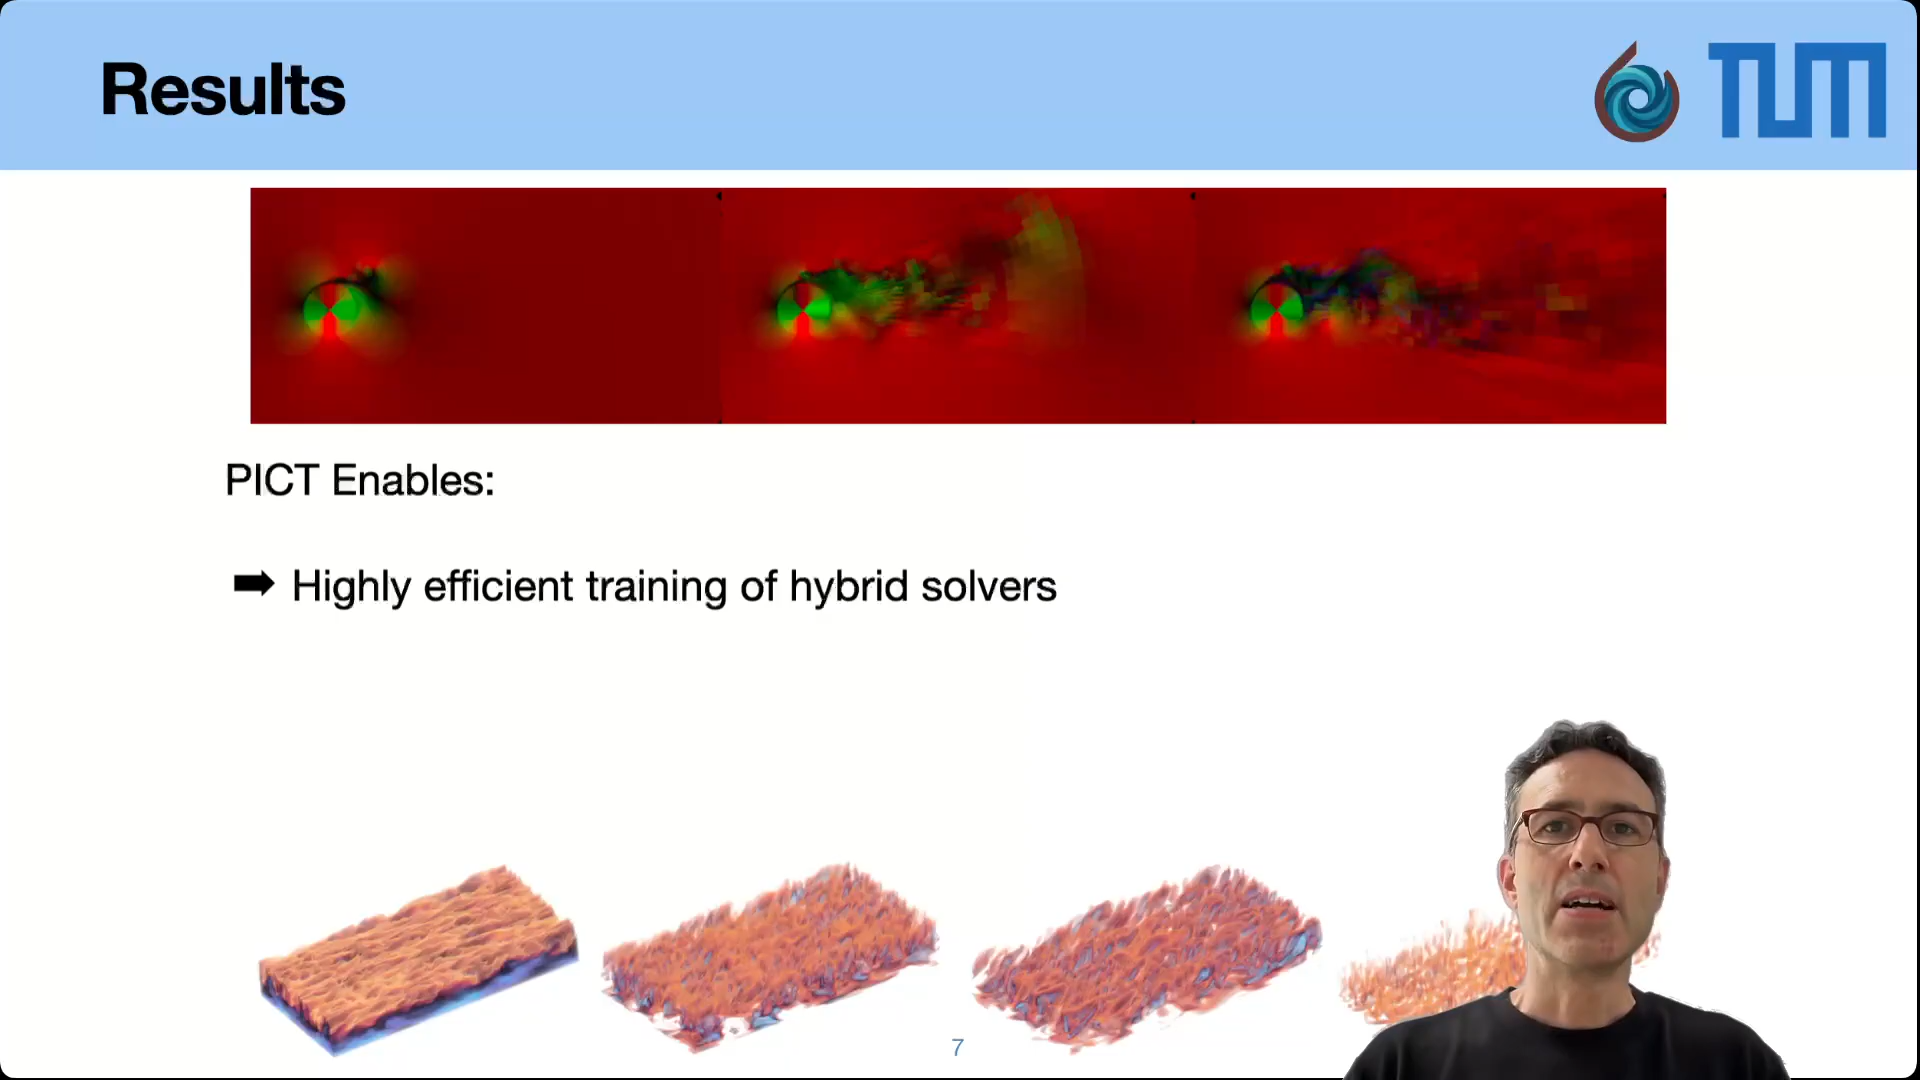 Results
TUM
PICT Enables:
➡ Highly efficient training of hybrid solvers
7